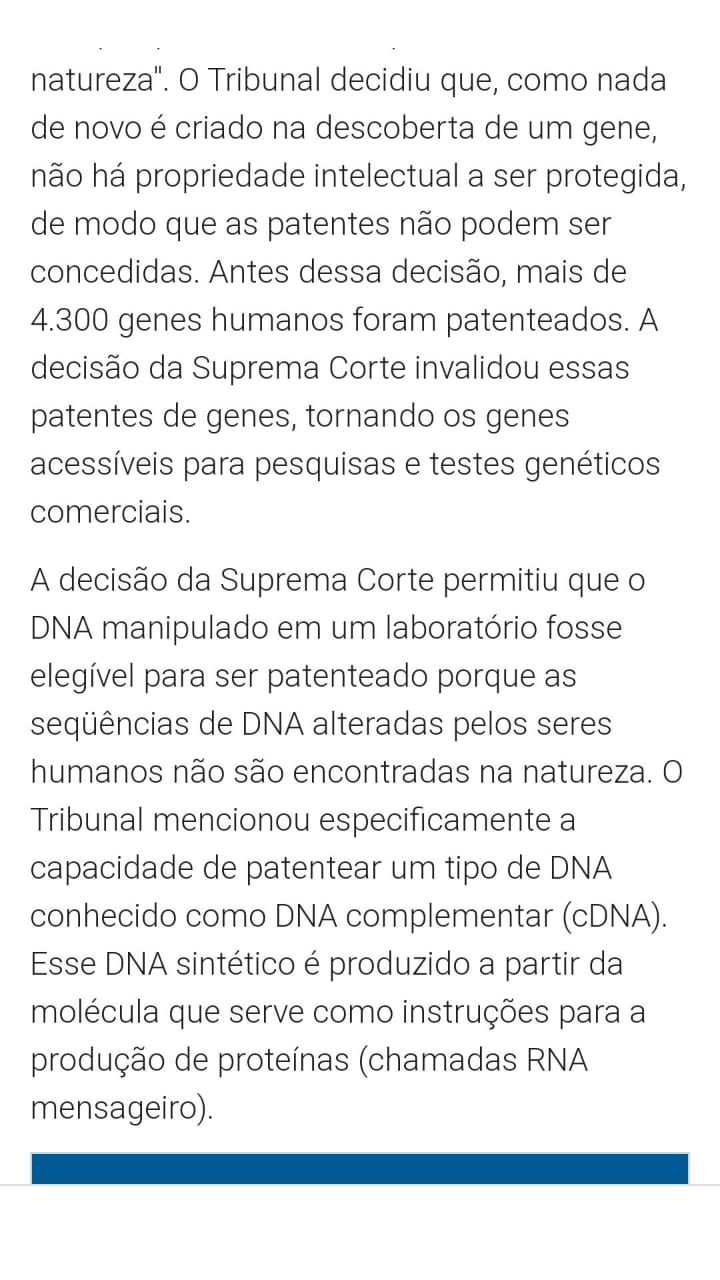 natureza". O Tribunal decidiu que, como nada
de novo é criado na descoberta de um gene,
não há propriedade intelectual a ser protegida,
de modo que as patentes não podem ser
concedidas. Antes dessa decisão, mais de
4.300 genes humanos foram patenteados. A
decisão da Suprema Corte invalidou essas
patentes de genes, tornando os genes
acessíveis para pesquisas e testes genéticos
comerciais.
A decisão da Suprema Corte permitiu que o
DNA manipulado em um laboratório fosse
elegível para ser patenteado porque as
seqüências de DNA alteradas pelos seres
humanos não são encontradas na natureza. O
Tribunal mencionou especificamente a
capacidade de patentear um tipo de DNA
conhecido como DNA complementar (cDNA).
Esse DNA sintético é produzido a partir da
molécula que serve como instruções para a
produção de proteínas (chamadas RNA
mensageiro).